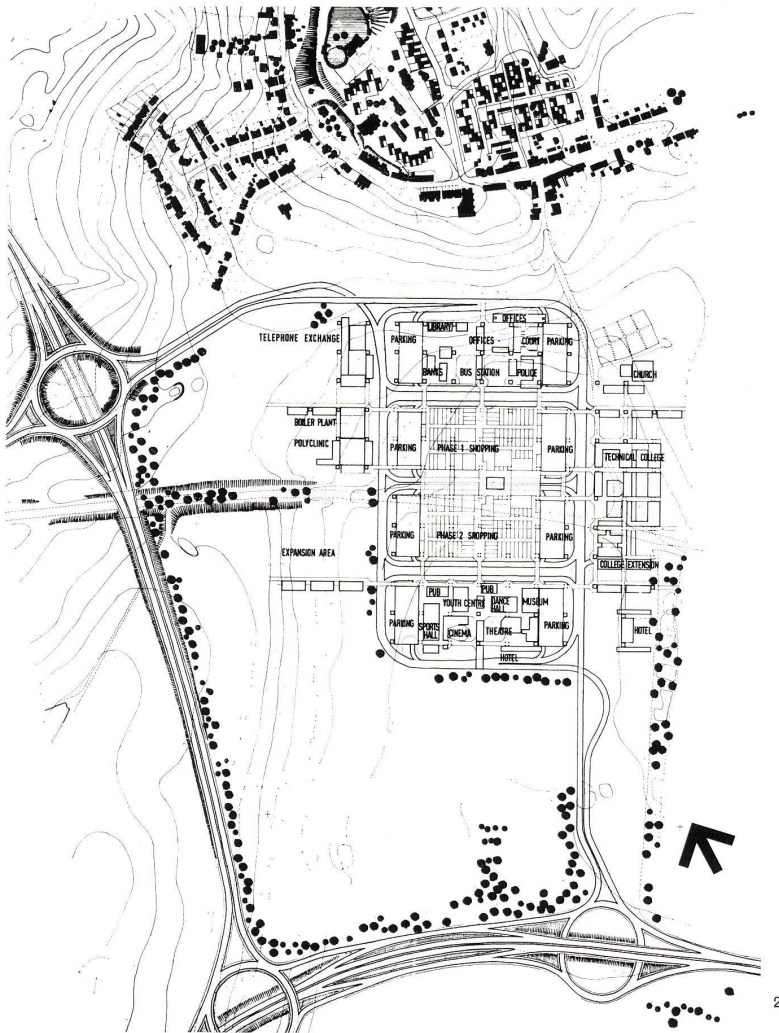 OFFICES
LIBRARY
TELEPHONE EXCHANGE
PARKING
OFFICES
COURT
PARKING
BANKS
BUS STATION
POLICE
CHURCH
BOILER PLANT
POLYCLINIC
PARKING
PHASE 1 SHOPPING
PARKING
TECHNICAL COLLEGE
PARKING
PHASE 2 SHOPPING
PARKING
EXPANSION AREA
COLLEGE EXTENSION
PUB
PUB
YOUTH CENTRE
DANCE
HALL
MUSEUM
PARKING
SPORTS
HALL
CINEMA
THEATRE
PARKING
HOTEL
HOTEL
2